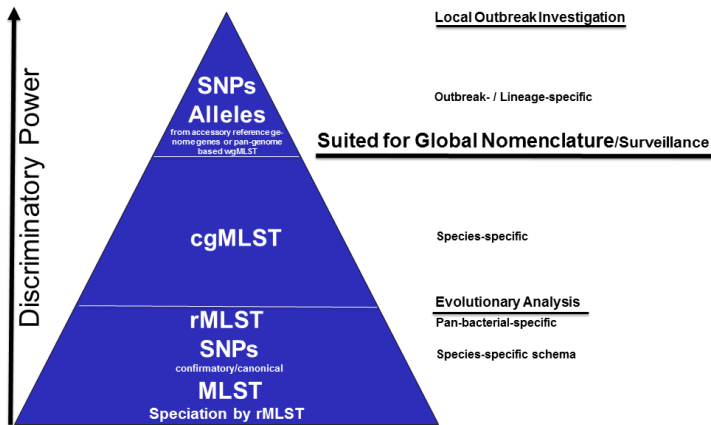 Discriminatory Power
Local Outbreak Investigation
SNPs
Alleles
from accessory reference ge-
nome genes or pan-genome
based wgMLST
Outbreak- / Lineage-specific
Suited for Global Nomenclature/Surveillance
cgMLST
Species-specific
Evolutionary Analysis
rMLST
Pan-bacterial-specific
SNPs
confirmatory/canonical
Species-specific schema
MLST
Speciation by rMLST